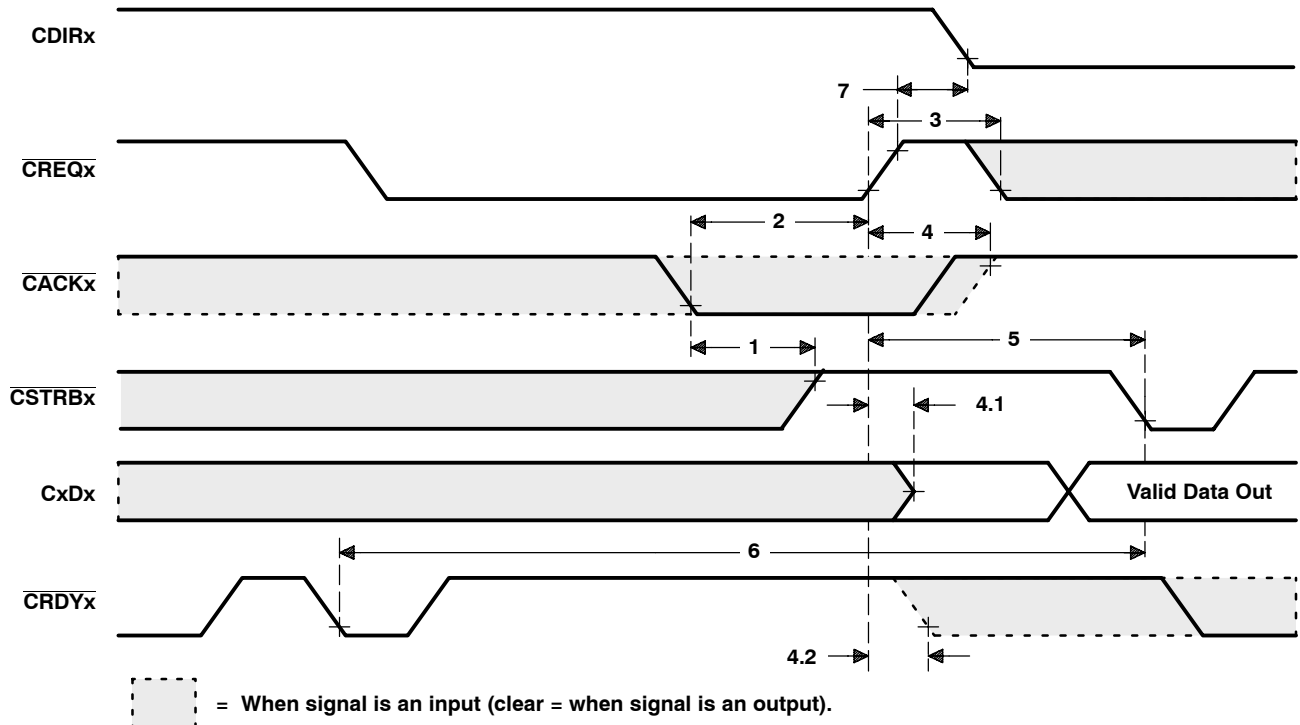 CDIRx
7
3
CREQx
2
4
CACKx
1
5
CSTRBx
4.1
CxDx
Valid Data Out
6
CRDYx
4.2
= When signal is an input (clear = when signal is an output).